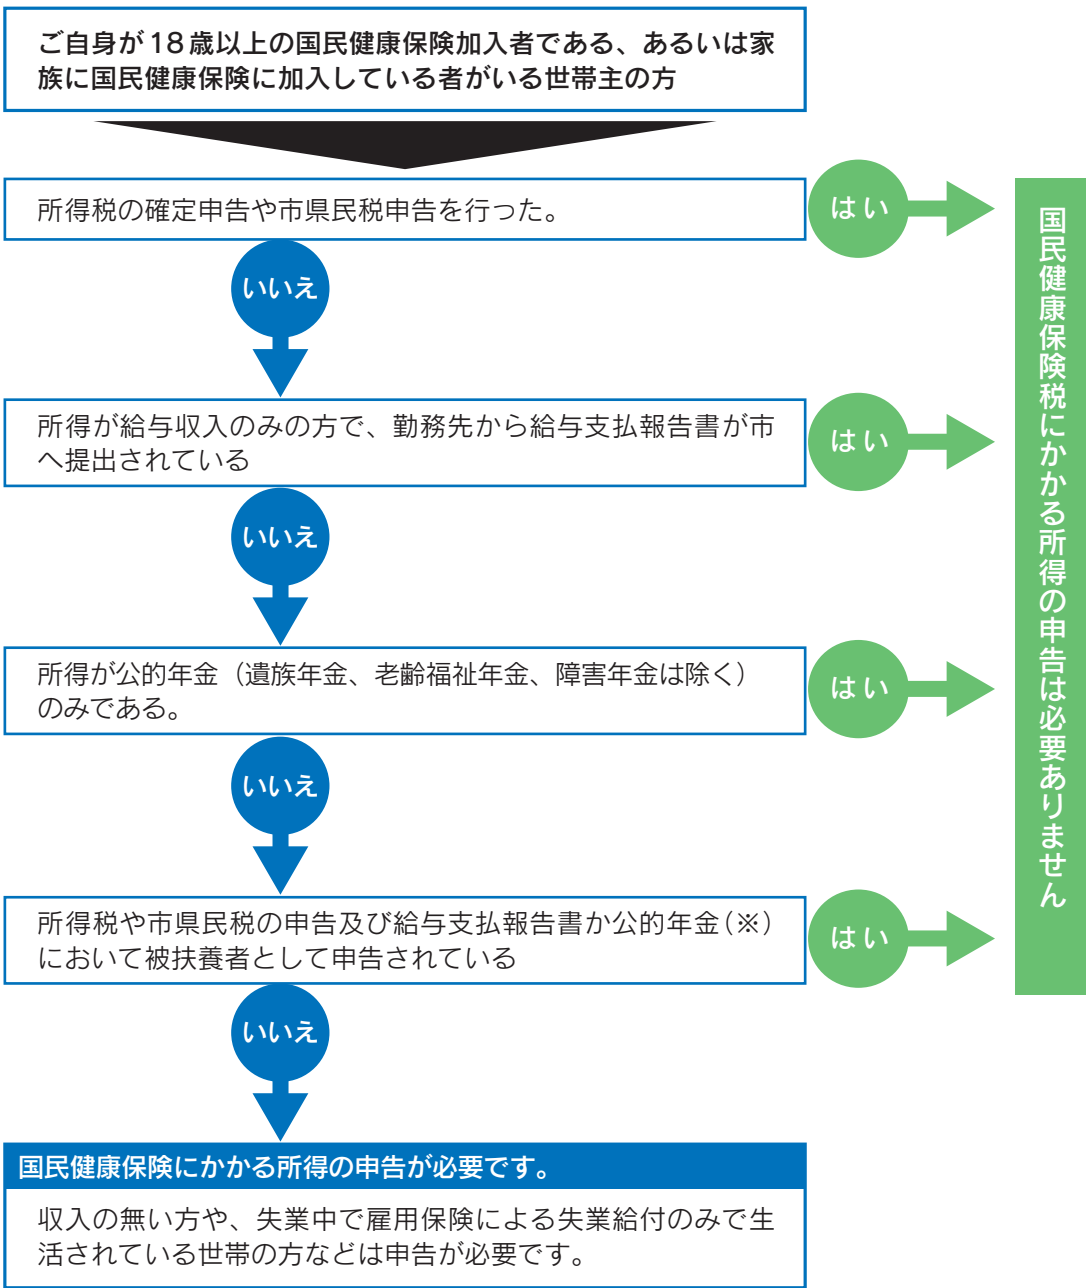 ご自身が18歳以上の国民健康保険加入者である、あるいは家
族に国民健康保険に加入している者がいる世帯主の方
所得税の確定申告や市県民税申告を行った。
はい
いいえ
所得が給与収入のみの方で、勤務先から給与支払報告書が市
へ提出されている
はい
いいえ
所得が公的年金（遺族年金、老齢福祉年金、障害年金は除く）
のみである。
はい
いいえ
所得税や市県民税の申告及び給与支払報告書か公的年金(※)
において被扶養者として申告されている
はい
いいえ
国民健康保険税にかかる所得の申告は必要ありません
国民健康保険にかかる所得の申告が必要です。
収入の無い方や、失業中で雇用保険による失業給付のみで生
活されている世帯の方などは申告が必要です。